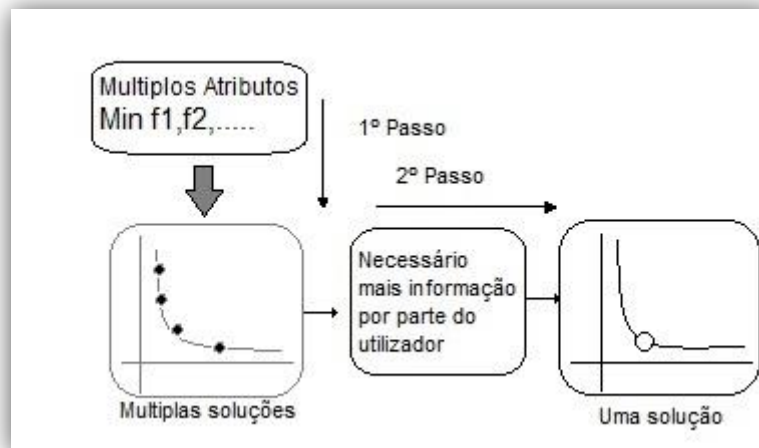 Multiplos Atributos
Min f1,f2,.....
1º Passo
2º Passo
Necessário
mais informação
por parte do
utilizador
Multiplas soluções
Uma solução